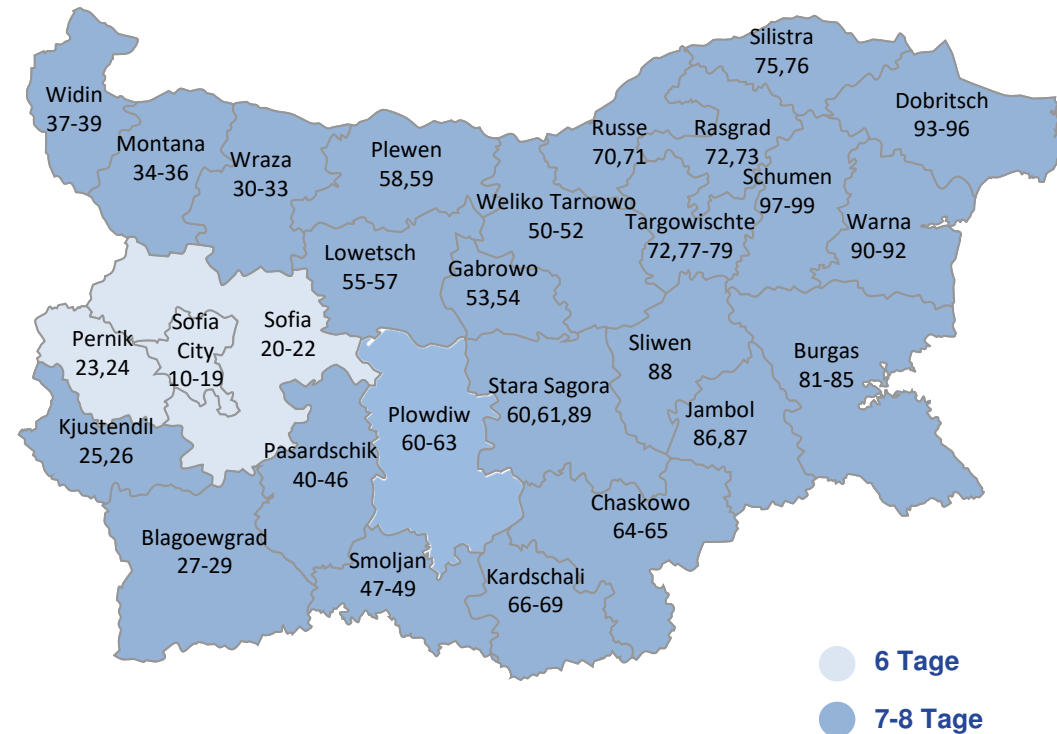 Silistra
75,76
Widin
37-39
Dobritsch
93-96
Montana
34-36
Wraza
30-33
Plewen
58,59
Russe
70,71
Rasgrad
72,73
Schumen
97-99
Weliko Tarnowo
50-52
Targowischte
72,77-79
Warna
90-92
Lowetsch
55-57
Gabrowo
53,54
Pernik
23,24
Sofia
City
10-19
Sofia
20-22
Sliwen
88
Burgas
81-85
Stara Sagora
60,61,89
Plowdiw
60-63
Jambol
86,87
Kjustendil
25,26
Pasardschik
40-46
Chaskowo
64-65
Blagoewgrad
27-29
Smoljan
47-49
Kardschali
66-69
6 Tage
7-8 Tage